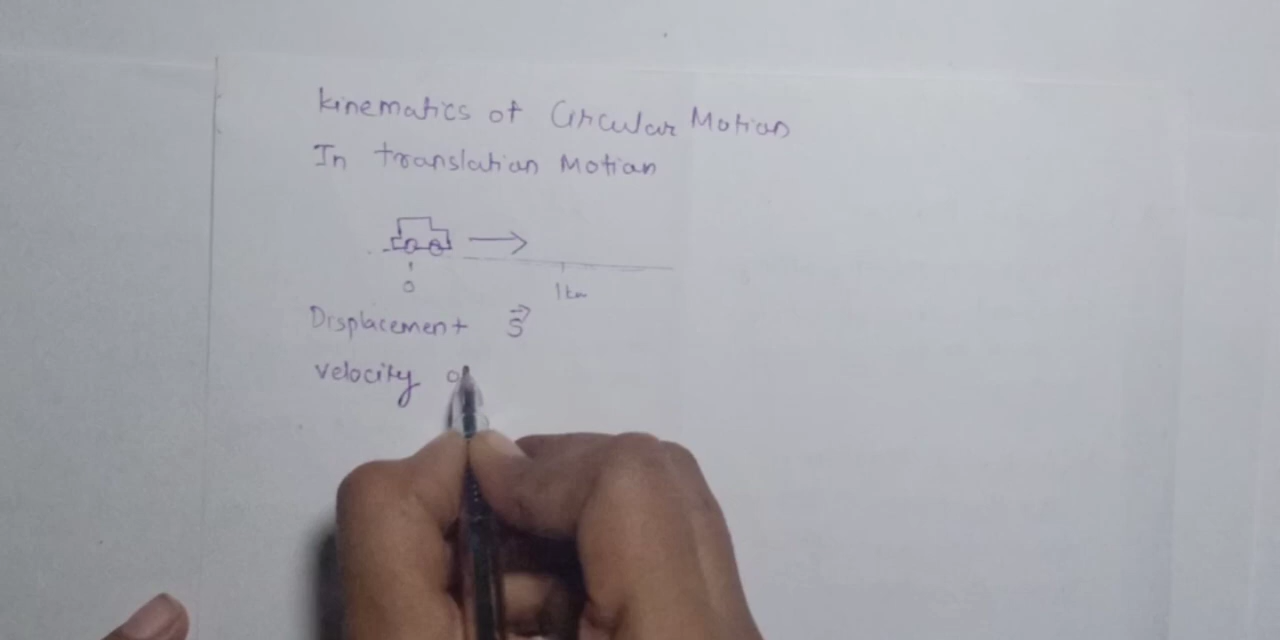 Kinematics of Circular Motion
In translation Motion
0 1km
Displacement S⃗
velocity o